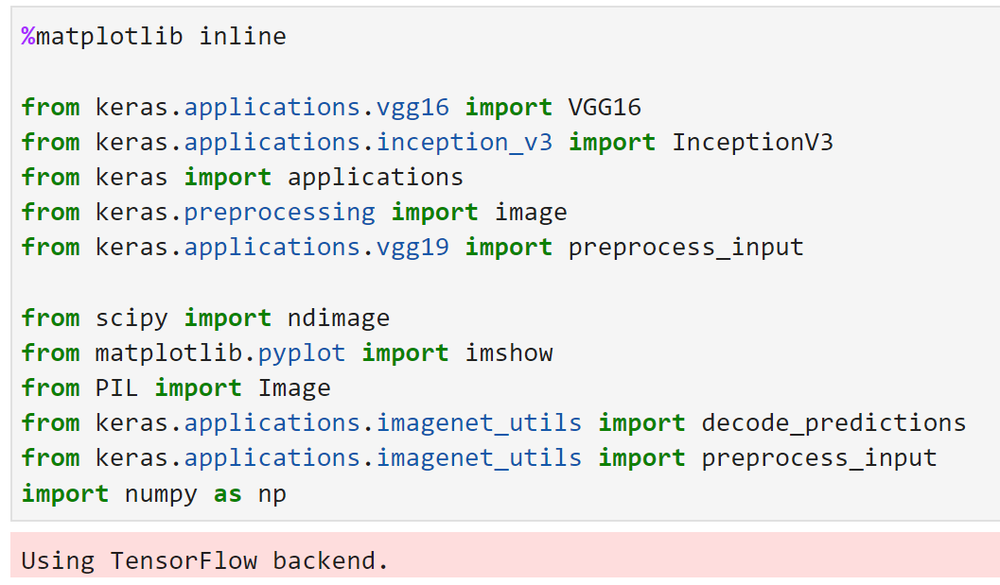 %matplotlib inline
from keras.applications.vgg16 import VGG16
from keras.applications.inception_v3 import InceptionV3
from keras import applications
from keras.preprocessing import image
from keras.applications.vgg19 import preprocess_input
from scipy import ndimage
from matplotlib.pyplot import imshow
from PIL import Image
from keras.applications.imagenet_utils import decode_predictions
from keras.applications.imagenet_utils import preprocess_input
import numpy as np
Using TensorFlow backend.